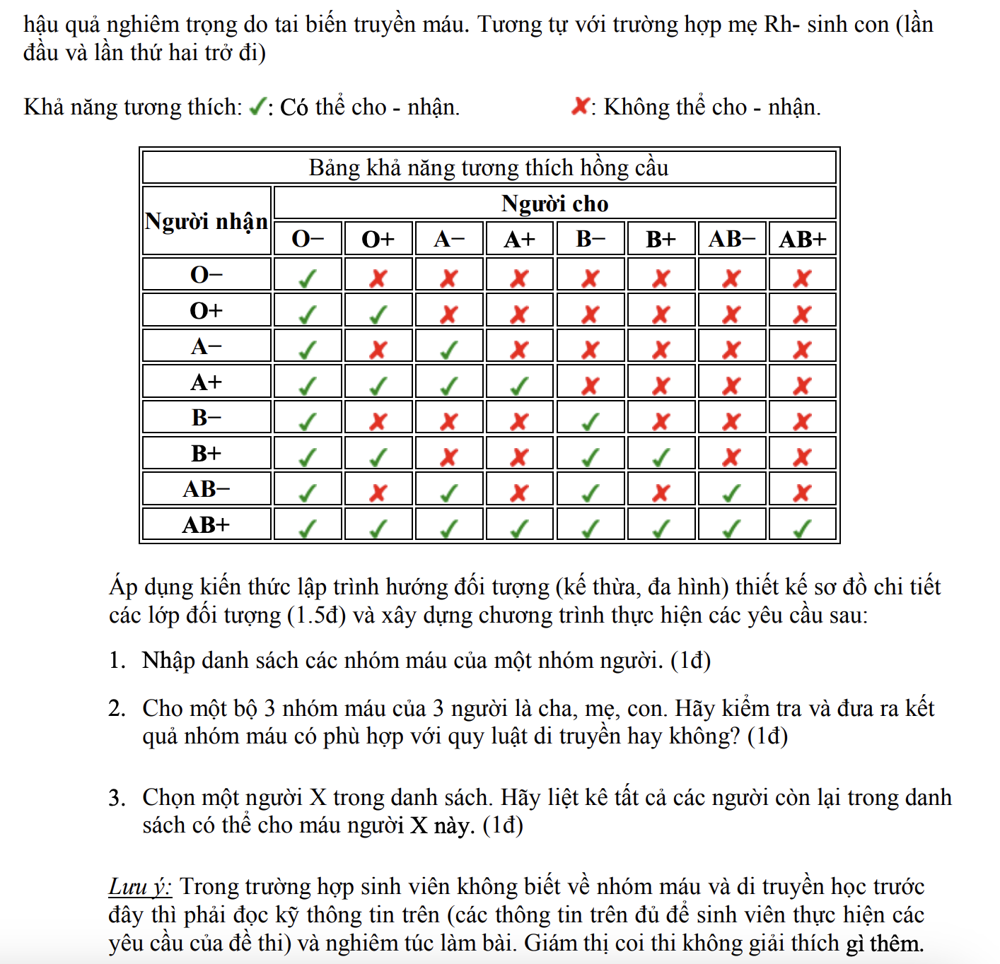 hậu quả nghiêm trọng do tai biến truyền máu. Tương tự với trường hợp mẹ Rh- sinh con (lần
đầu và lần thứ hai trở đi)
Khả năng tương thích: ✔: Có thể cho - nhận. ✘: Không thể cho - nhận.
Bảng khả năng tương thích hồng cầu
Người nhận Người cho
O− O+ A− A+ B− B+ AB− AB+
O− ✔ ✘ ✘ ✘ ✘ ✘ ✘ ✘
O+ ✔ ✔ ✘ ✘ ✘ ✘ ✘ ✘
A− ✔ ✘ ✔ ✘ ✘ ✘ ✘ ✘
A+ ✔ ✔ ✔ ✔ ✘ ✘ ✘ ✘
B− ✔ ✘ ✘ ✘ ✔ ✘ ✘ ✘
B+ ✔ ✔ ✘ ✘ ✔ ✔ ✘ ✘
AB− ✔ ✘ ✔ ✘ ✔ ✘ ✔ ✘
AB+ ✔ ✔ ✔ ✔ ✔ ✔ ✔ ✔
Áp dụng kiến thức lập trình hướng đối tượng (kế thừa, đa hình) thiết kế sơ đồ chi tiết
các lớp đối tượng (1.5đ) và xây dựng chương trình thực hiện các yêu cầu sau:
1. Nhập danh sách các nhóm máu của một nhóm người. (1đ)
2. Cho một bộ 3 nhóm máu của 3 người là cha, mẹ, con. Hãy kiểm tra và đưa ra kết
quả nhóm máu có phù hợp với quy luật di truyền hay không? (1đ)
3. Chọn một người X trong danh sách. Hãy liệt kê tất cả các người còn lại trong danh
sách có thể cho máu người X này. (1đ)
Lưu ý: Trong trường hợp sinh viên không biết về nhóm máu và di truyền học trước
đây thì phải đọc kỹ thông tin trên (các thông tin trên đủ để sinh viên thực hiện các
yêu cầu của đề thi) và nghiêm túc làm bài. Giám thị coi thi không giải thích gì thêm.